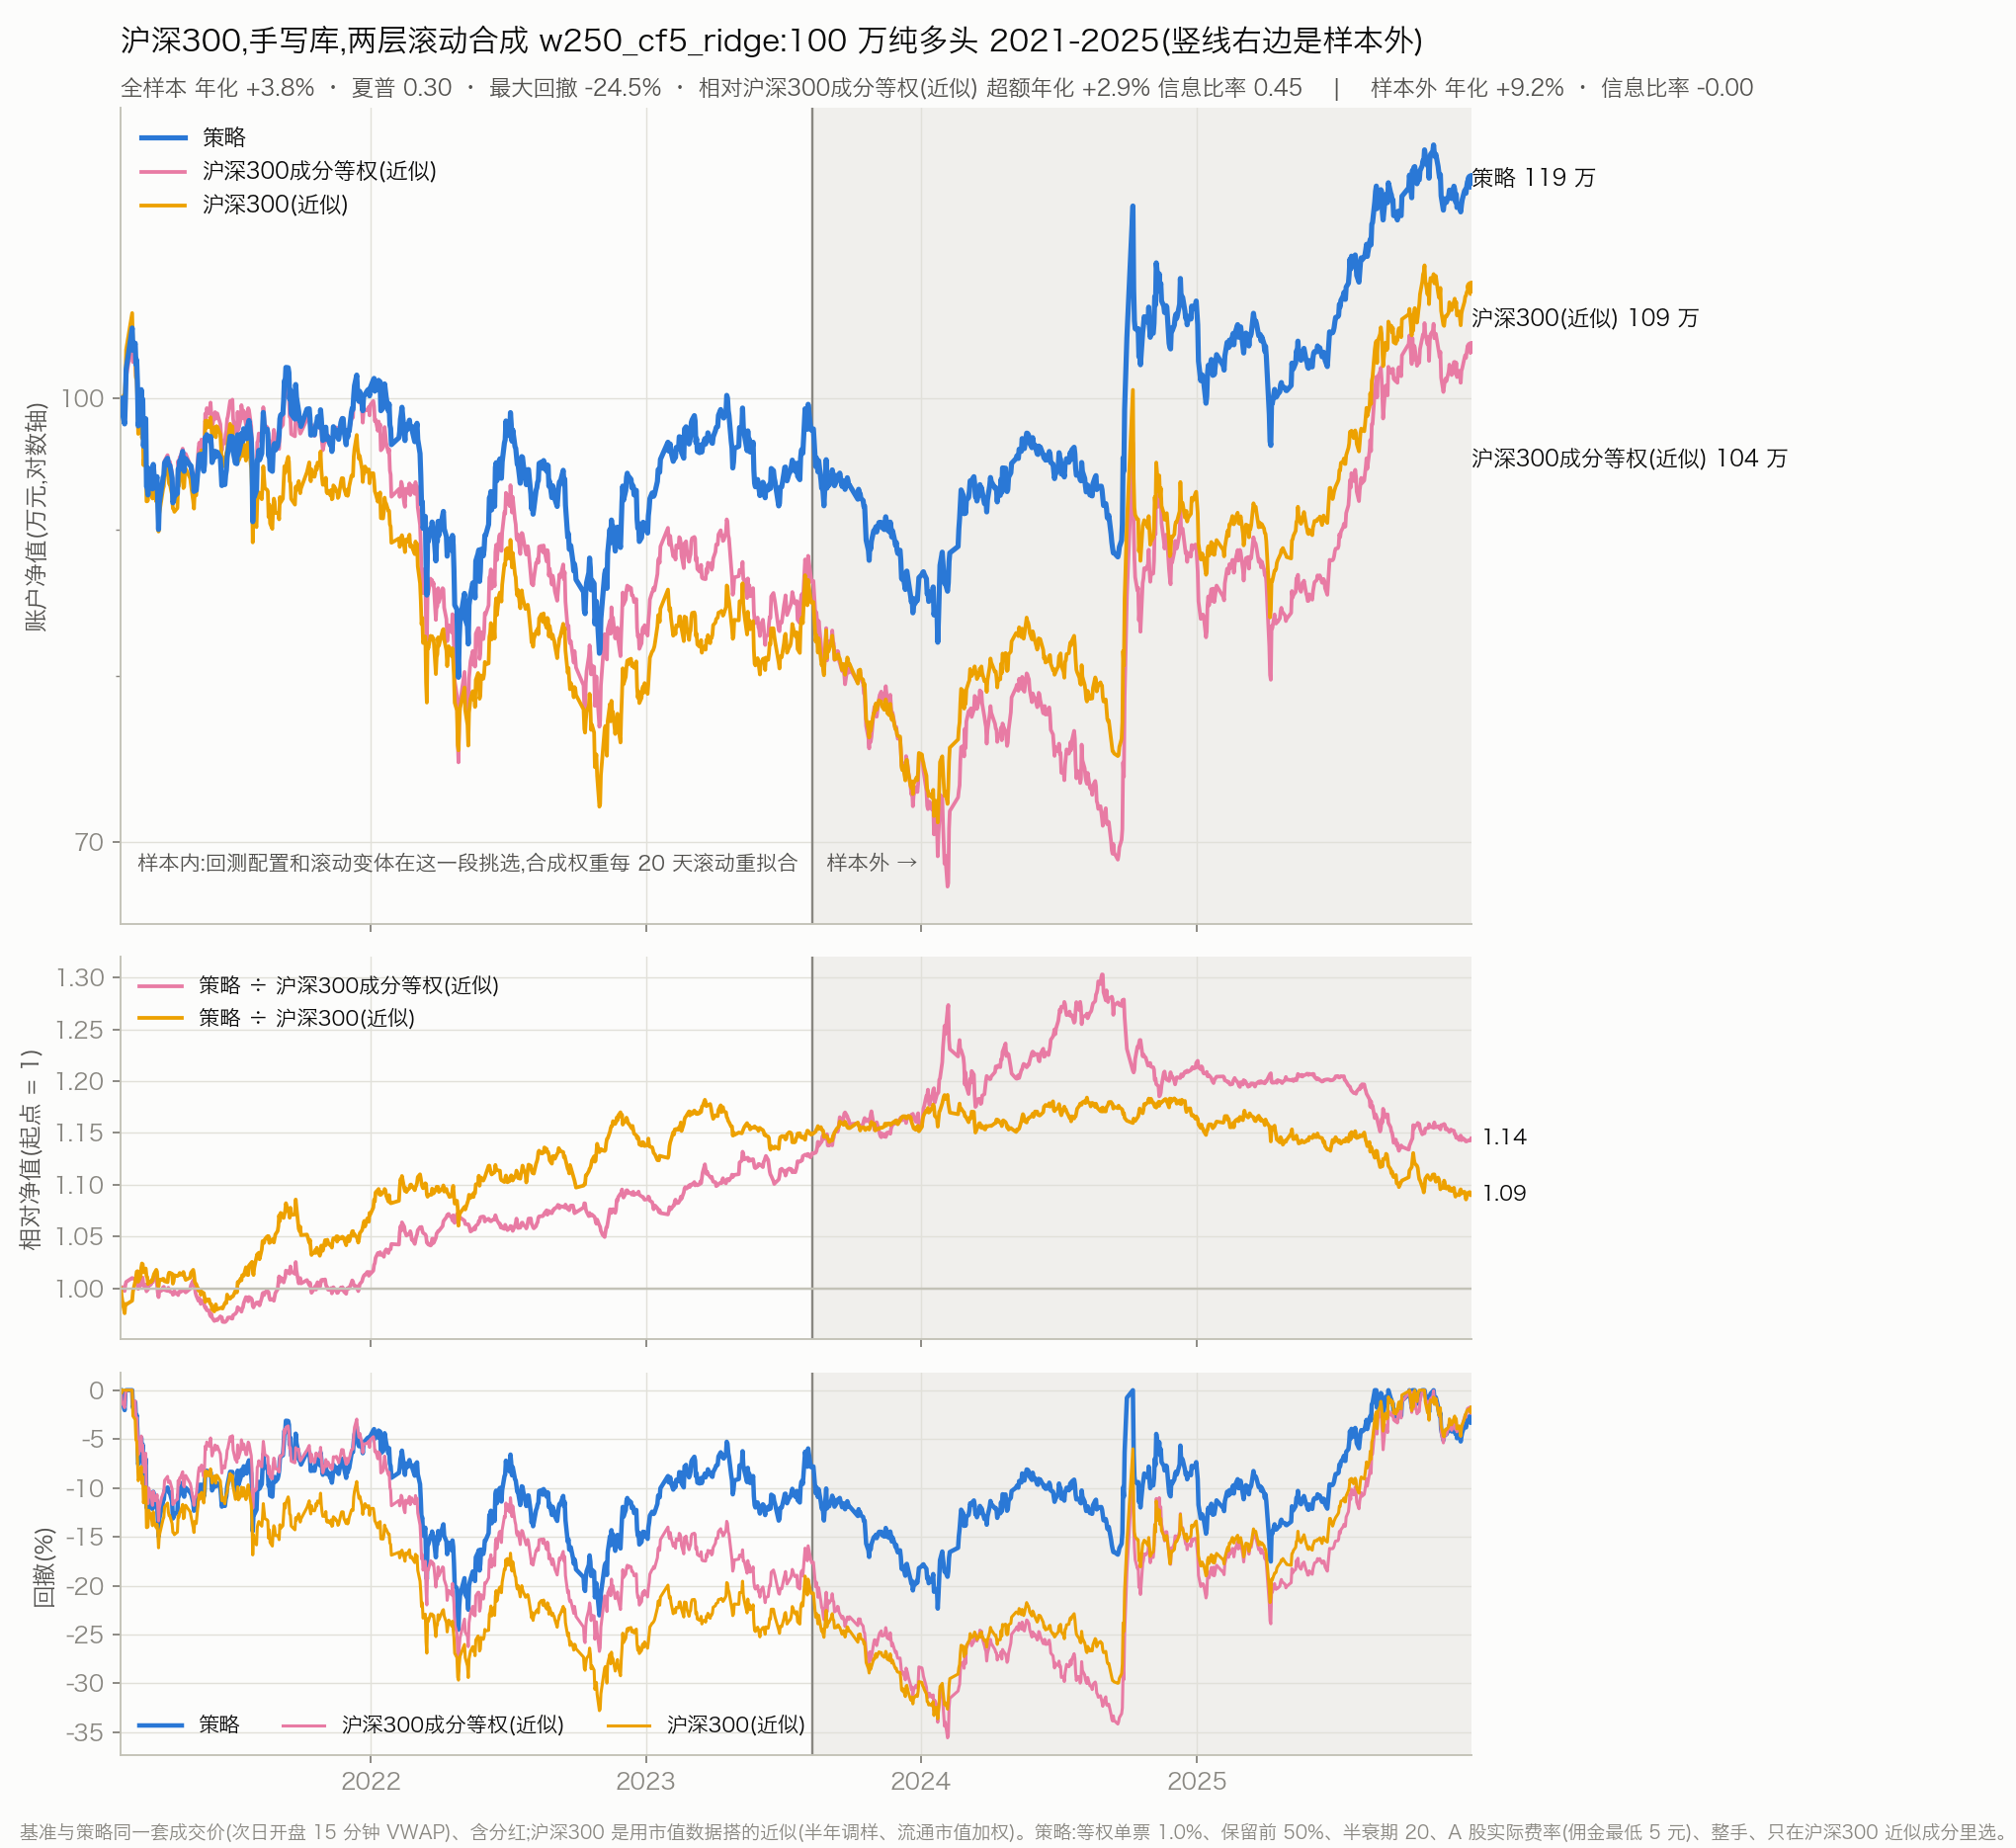 沪深300,手写库,两层滚动合成 w250_cf5_ridge:100 万纯多头 2021-2025(竖线右边是样本外)
全样本 年化 +3.8% · 夏普 0.30 · 最大回撤 -24.5% · 相对沪深300成分等权(近似) 超额年化 +2.9% 信息比率 0.45 | 样本外 年化 +9.2% · 信息比率 -0.00
策略
沪深300成分等权(近似)
沪深300(近似)
策略 119 万
沪深300(近似) 109 万
沪深300成分等权(近似) 104 万
账户净值(万元,对数轴)
100
70
样本内:回测配置和滚动变体在这一段挑选,合成权重每 20 天滚动重拟合
样本外 →
策略 ÷ 沪深300成分等权(近似)
策略 ÷ 沪深300(近似)
相对净值(起点 = 1)
1.30
1.25
1.20
1.15
1.10
1.05
1.00
1.14
1.09
回撤(%)
0
-5
-10
-15
-20
-25
-30
-35
策略
沪深300成分等权(近似)
沪深300(近似)
2022
2023
2024
2025
基准与策略同一套成交价(次日开盘 15 分钟 VWAP)、含分红;沪深300 是用市值数据搭的近似(半年调样、流通市值加权)。策略:等权单票 1.0%、保留前 50%、半衰期 20、A 股实际费率(佣金最低 5 元)、整手、只在沪深300 近似成分里选。